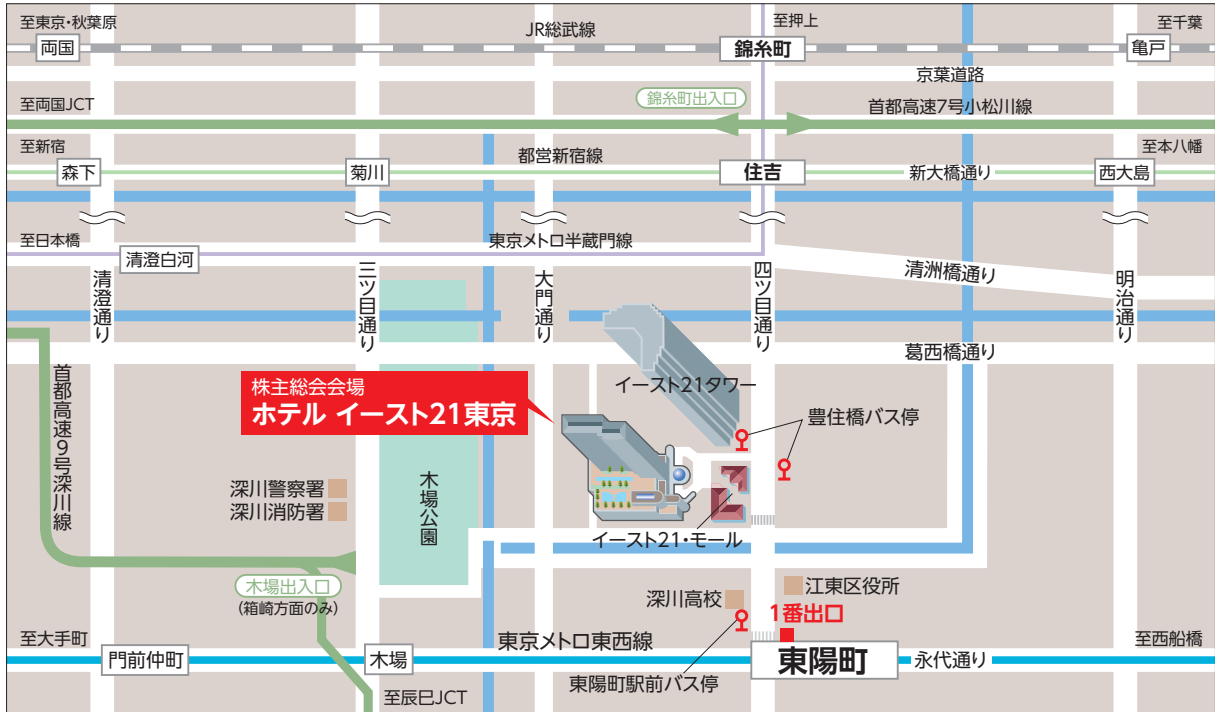 至東京・秋葉原
JR総武線
至押上
至千葉
両国
錦糸町
亀戸
京葉道路
至両国JCT
錦糸町出入口
首都高速7号小松川線
至新宿
都営新宿線
至本八幡
森下
菊川
住吉
新大橋通り
西大島
至日本橋
東京メトロ半蔵門線
清澄白河
清澄通り
三ツ目通り
大門通り
四ツ目通り
清洲橋通り
明治通り
葛西橋通り
首都高速9号深川線
株主総会会場
ホテル イースト21東京
イースト21タワー
豊住橋バス停
木場公園
深川警察署
深川消防署
イースト21・モール
木場出入口
(箱崎方面のみ)
深川高校
江東区役所
1番出口
至大手町
東京メトロ東西線
至西船橋
門前仲町
木場
東陽町
永代通り
東陽町駅前バス停
至辰巳JCT